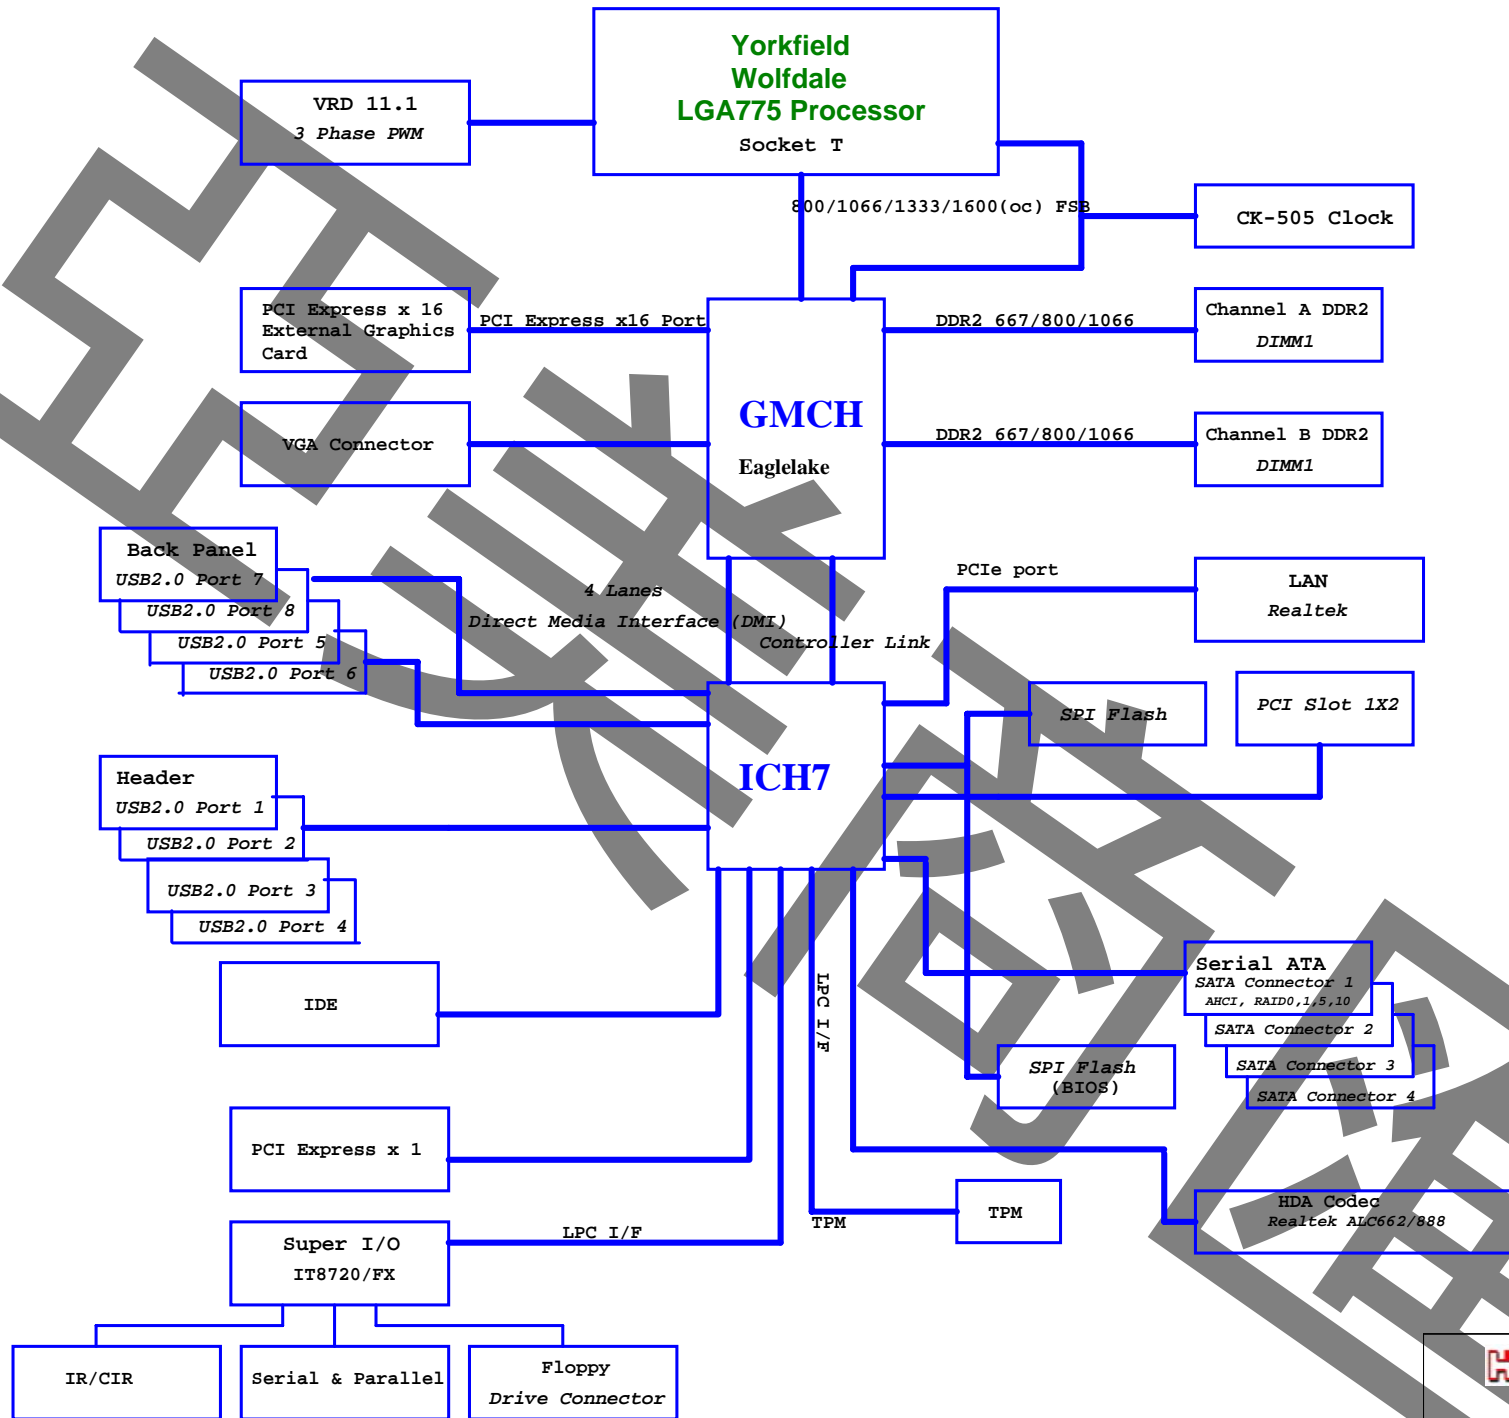 Yorkfield
Wolfdale
LGA775 Processor
Socket T
VRD 11.1
3 Phase PWM
800/1066/1333/1600(oc) FSB
CK-505 Clock
PCI Express x 16
External Graphics
Card
PCI Express x16 Port
DDR2 667/800/1066
Channel A DDR2
DIMM1
GMCH
Eaglelake
VGA Connector
DDR2 667/800/1066
Channel B DDR2
DIMM1
Back Panel
USB2.0 Port 7
USB2.0 Port 8
USB2.0 Port 5
USB2.0 Port 6
4 Lanes
Direct Media Interface (DMI)
Controller Link
PCIe port
LAN
Realtek
SPI Flash
PCI Slot 1X2
ICH7
Header
USB2.0 Port 1
USB2.0 Port 2
USB2.0 Port 3
USB2.0 Port 4
IDE
LPC I/F
Serial ATA
SATA Connector 1
AHCI, RAID0,1,5,10
SATA Connector 2
SATA Connector 3
SATA Connector 4
SPI Flash
(BIOS)
PCI Express x 1
TPM
TPM
HDA Codec
Realtek ALC662/888
Super I/O
IT8720/FX
LPC I/F
IR/CIR
Serial & Parallel
Floppy
Drive Connector